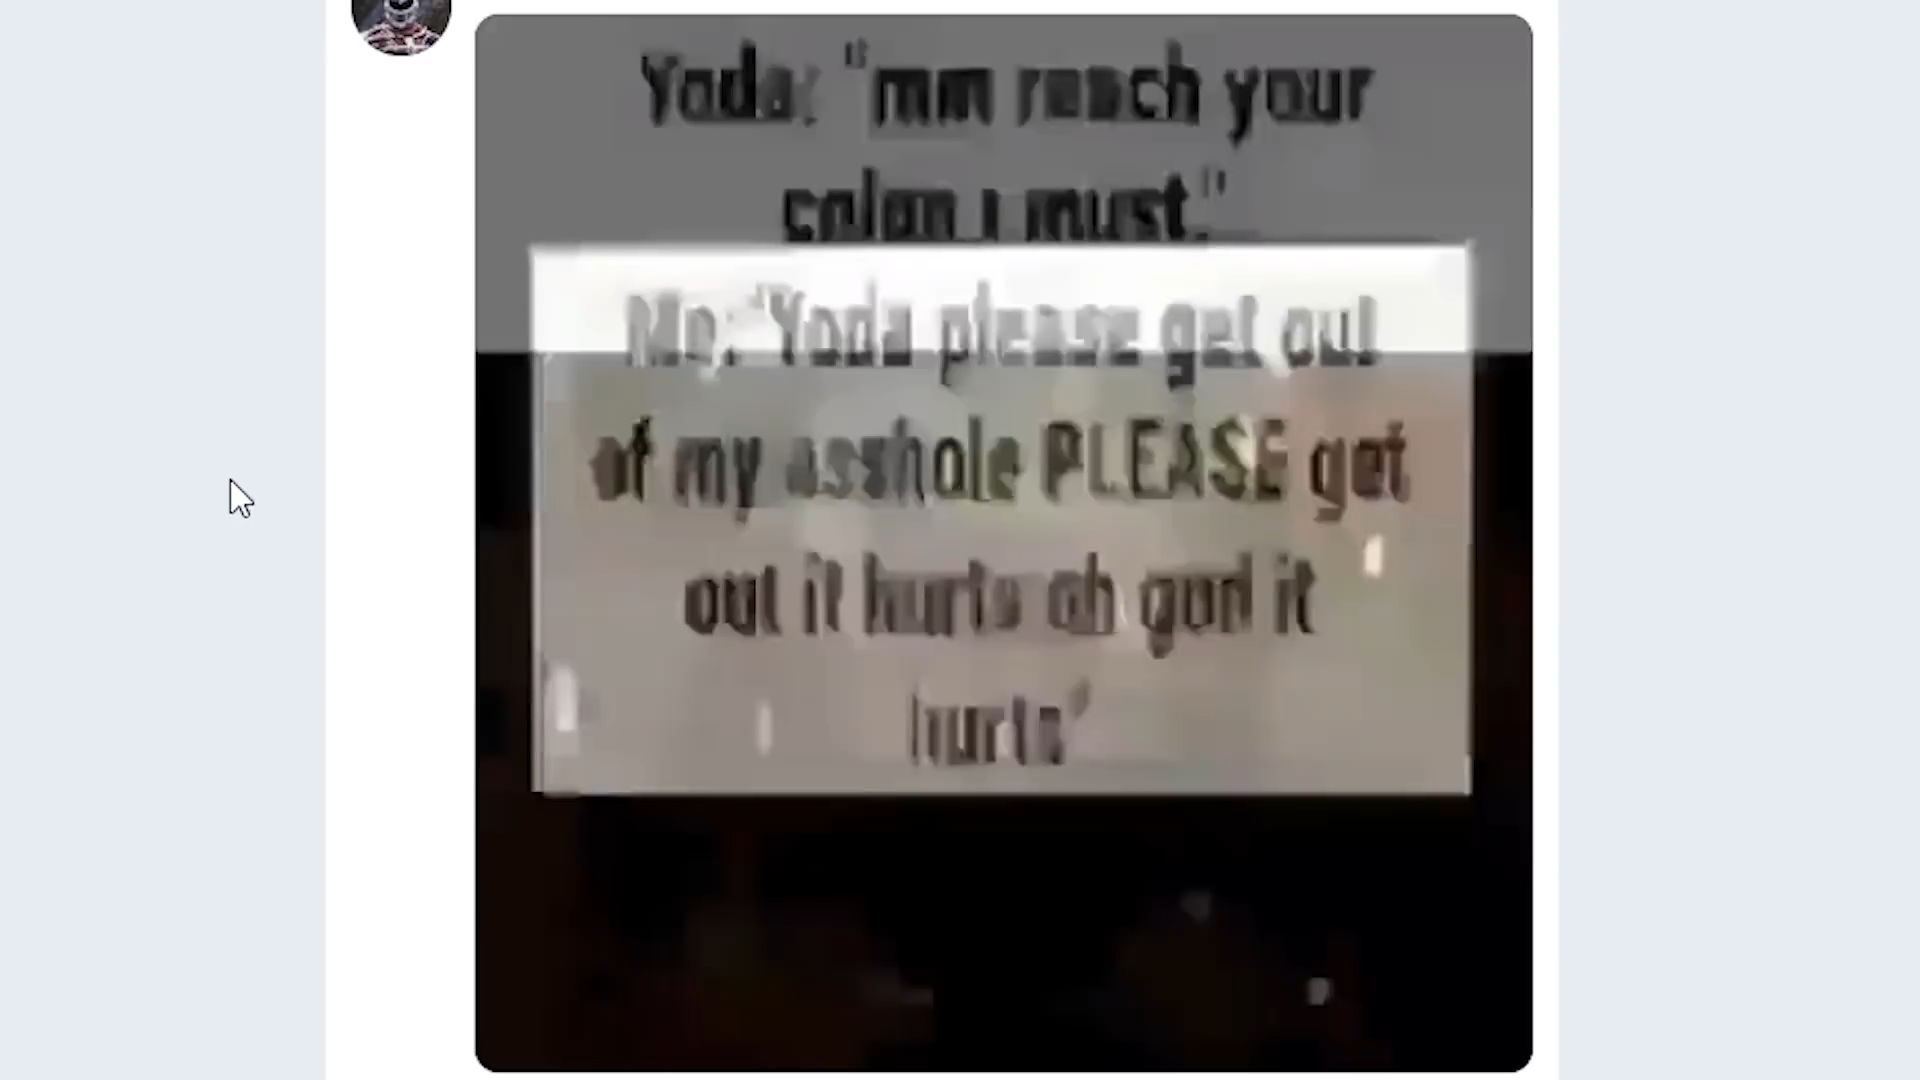 Yoda: "mm reach your
colon i must."
Me: "Yoda please get out
of my asshole PLEASE get
out it hurts oh god it
hurts"